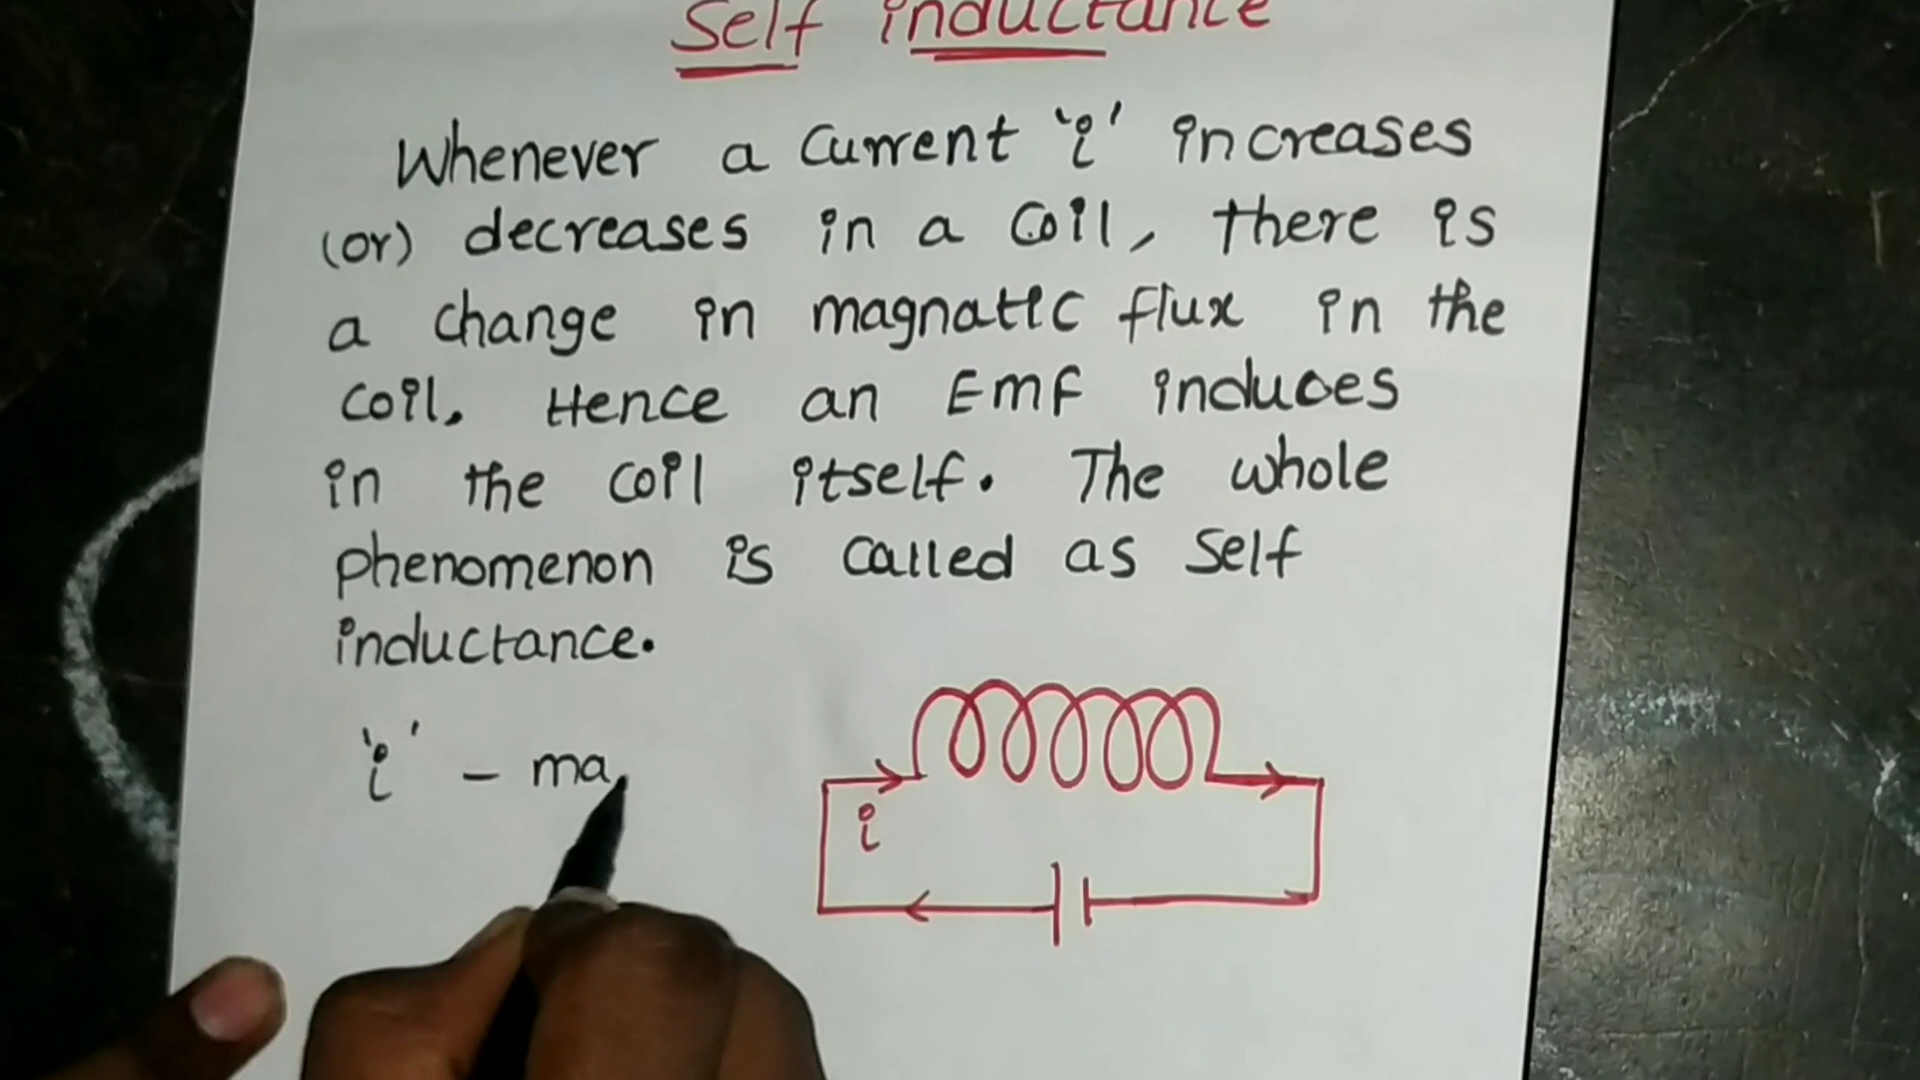 Self inductance
Whenever a current 'i' increases
(or) decreases in a coil, there is
a change in magnatic flux in the
coil. Hence an EMF induces
in the coil itself. The whole
phenomenon is called as self
inductance.
'i' - ma
i